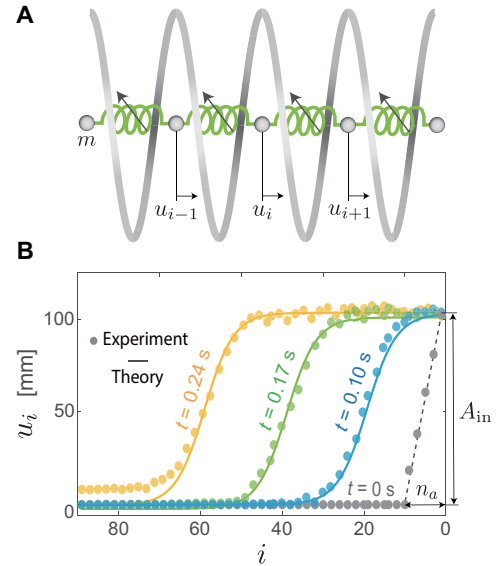 A
m
u_{i-1}
u_i
u_{i+1}
B
100
50
0
u_i [mm]
Experiment
Theory
t = 0.24 s
t = 0.17 s
t = 0.10 s
t = 0 s
A_in
n_a
80
60
40
20
0
i